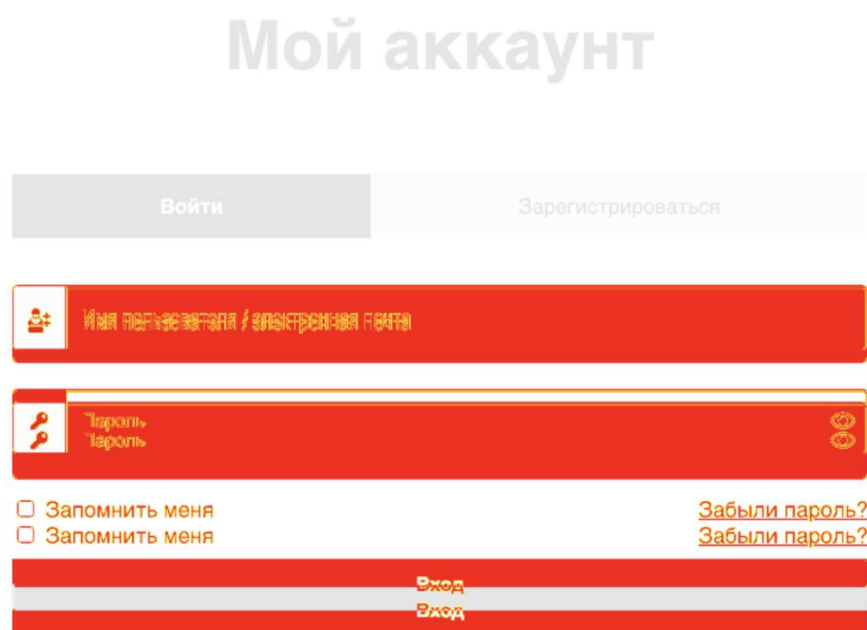 Мой аккаунт
Войти Зарегистрироваться
Имя пользователя / электронная почта
Пароль
Пароль
Запомнить меня Забыли пароль?
Запомнить меня Забыли пароль?
Вход
Вход